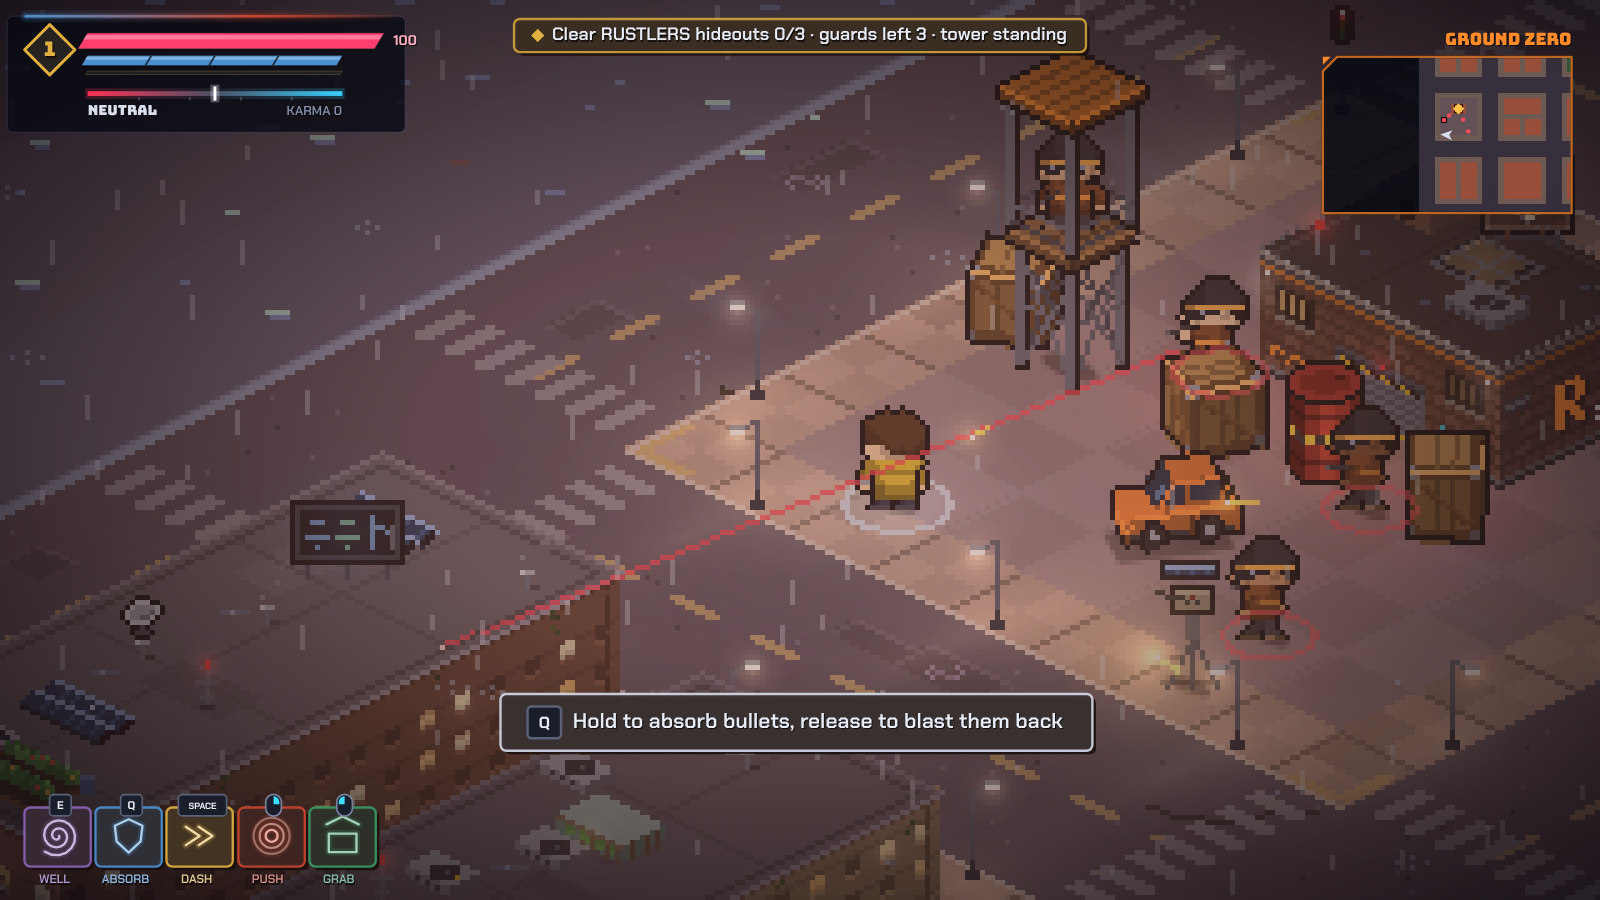 1
100
NEUTRAL
KARMA 0
◆ Clear RUSTLERS hideouts 0/3 · guards left 3 · tower standing
GROUND ZERO
R
Q Hold to absorb bullets, release to blast them back
E
Q
SPACE
WELL
ABSORB
DASH
PUSH
GRAB